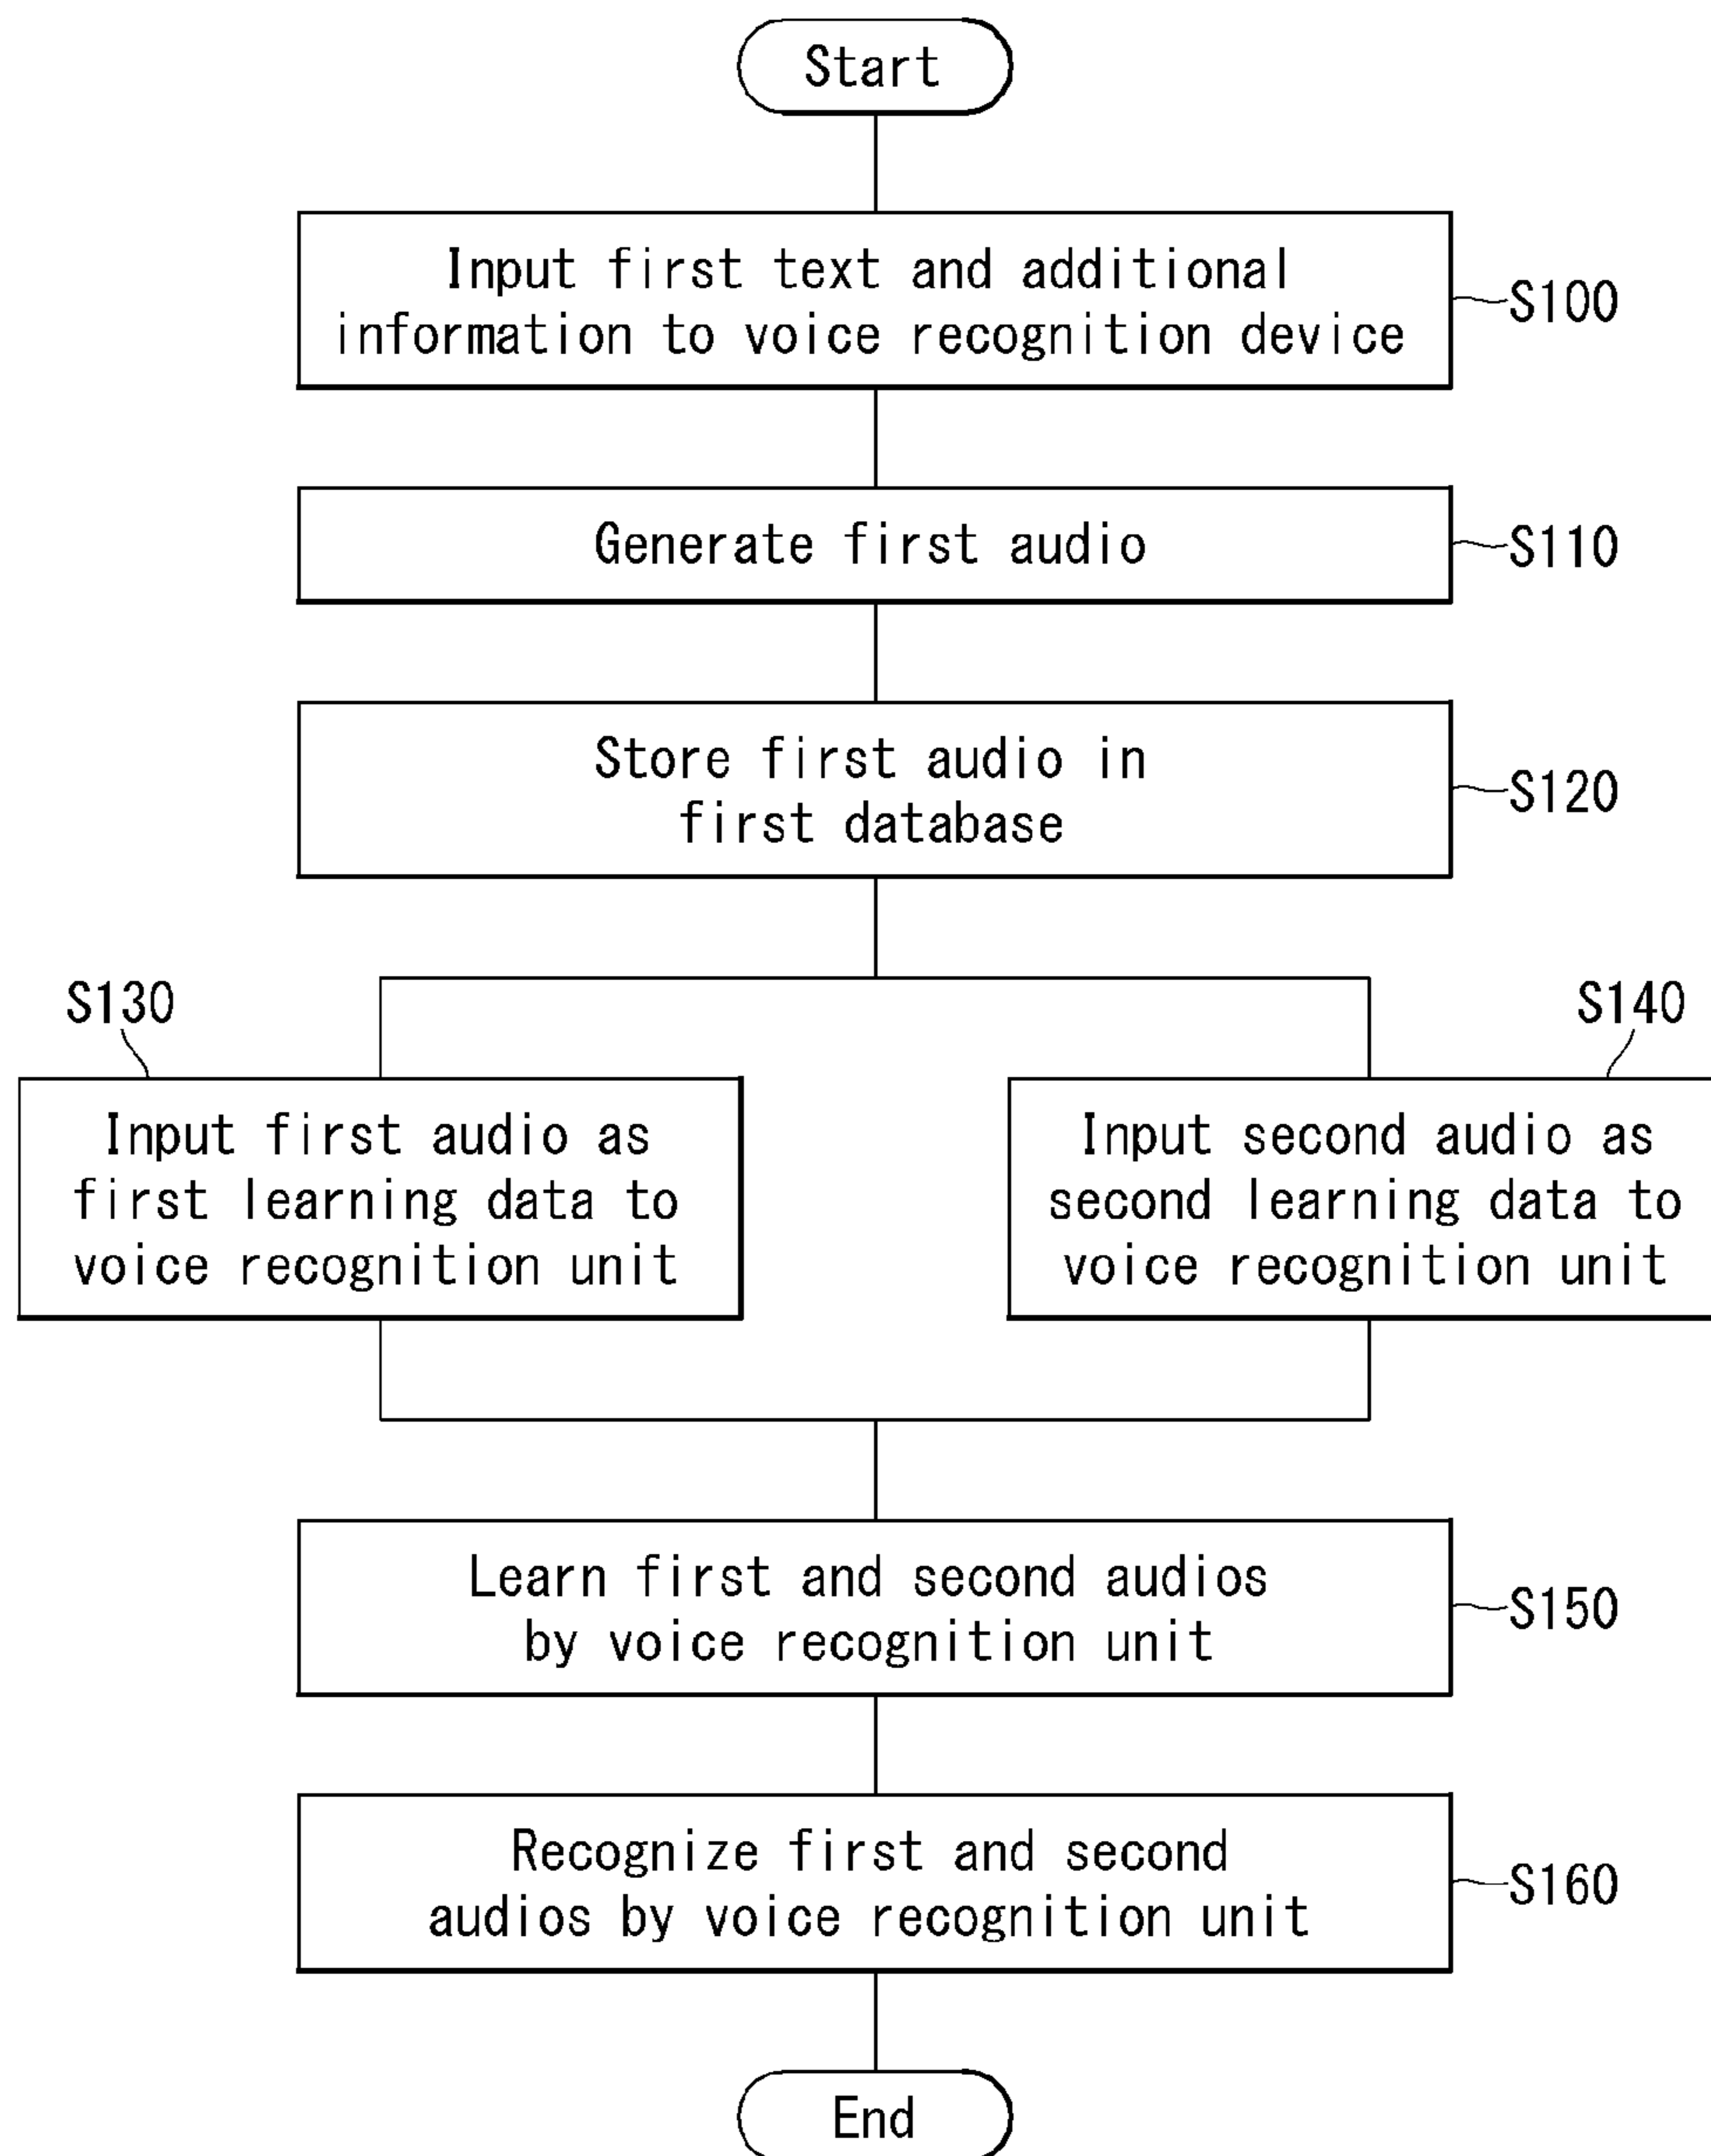 Start
Input first text and additional
information to voice recognition device
S100
Generate first audio
S110
Store first audio in
first database
S120
S130
Input first audio as
first learning data to
voice recognition unit
S140
Input second audio as
second learning data to
voice recognition unit
Learn first and second audios
by voice recognition unit
S150
Recognize first and second
audios by voice recognition unit
S160
End